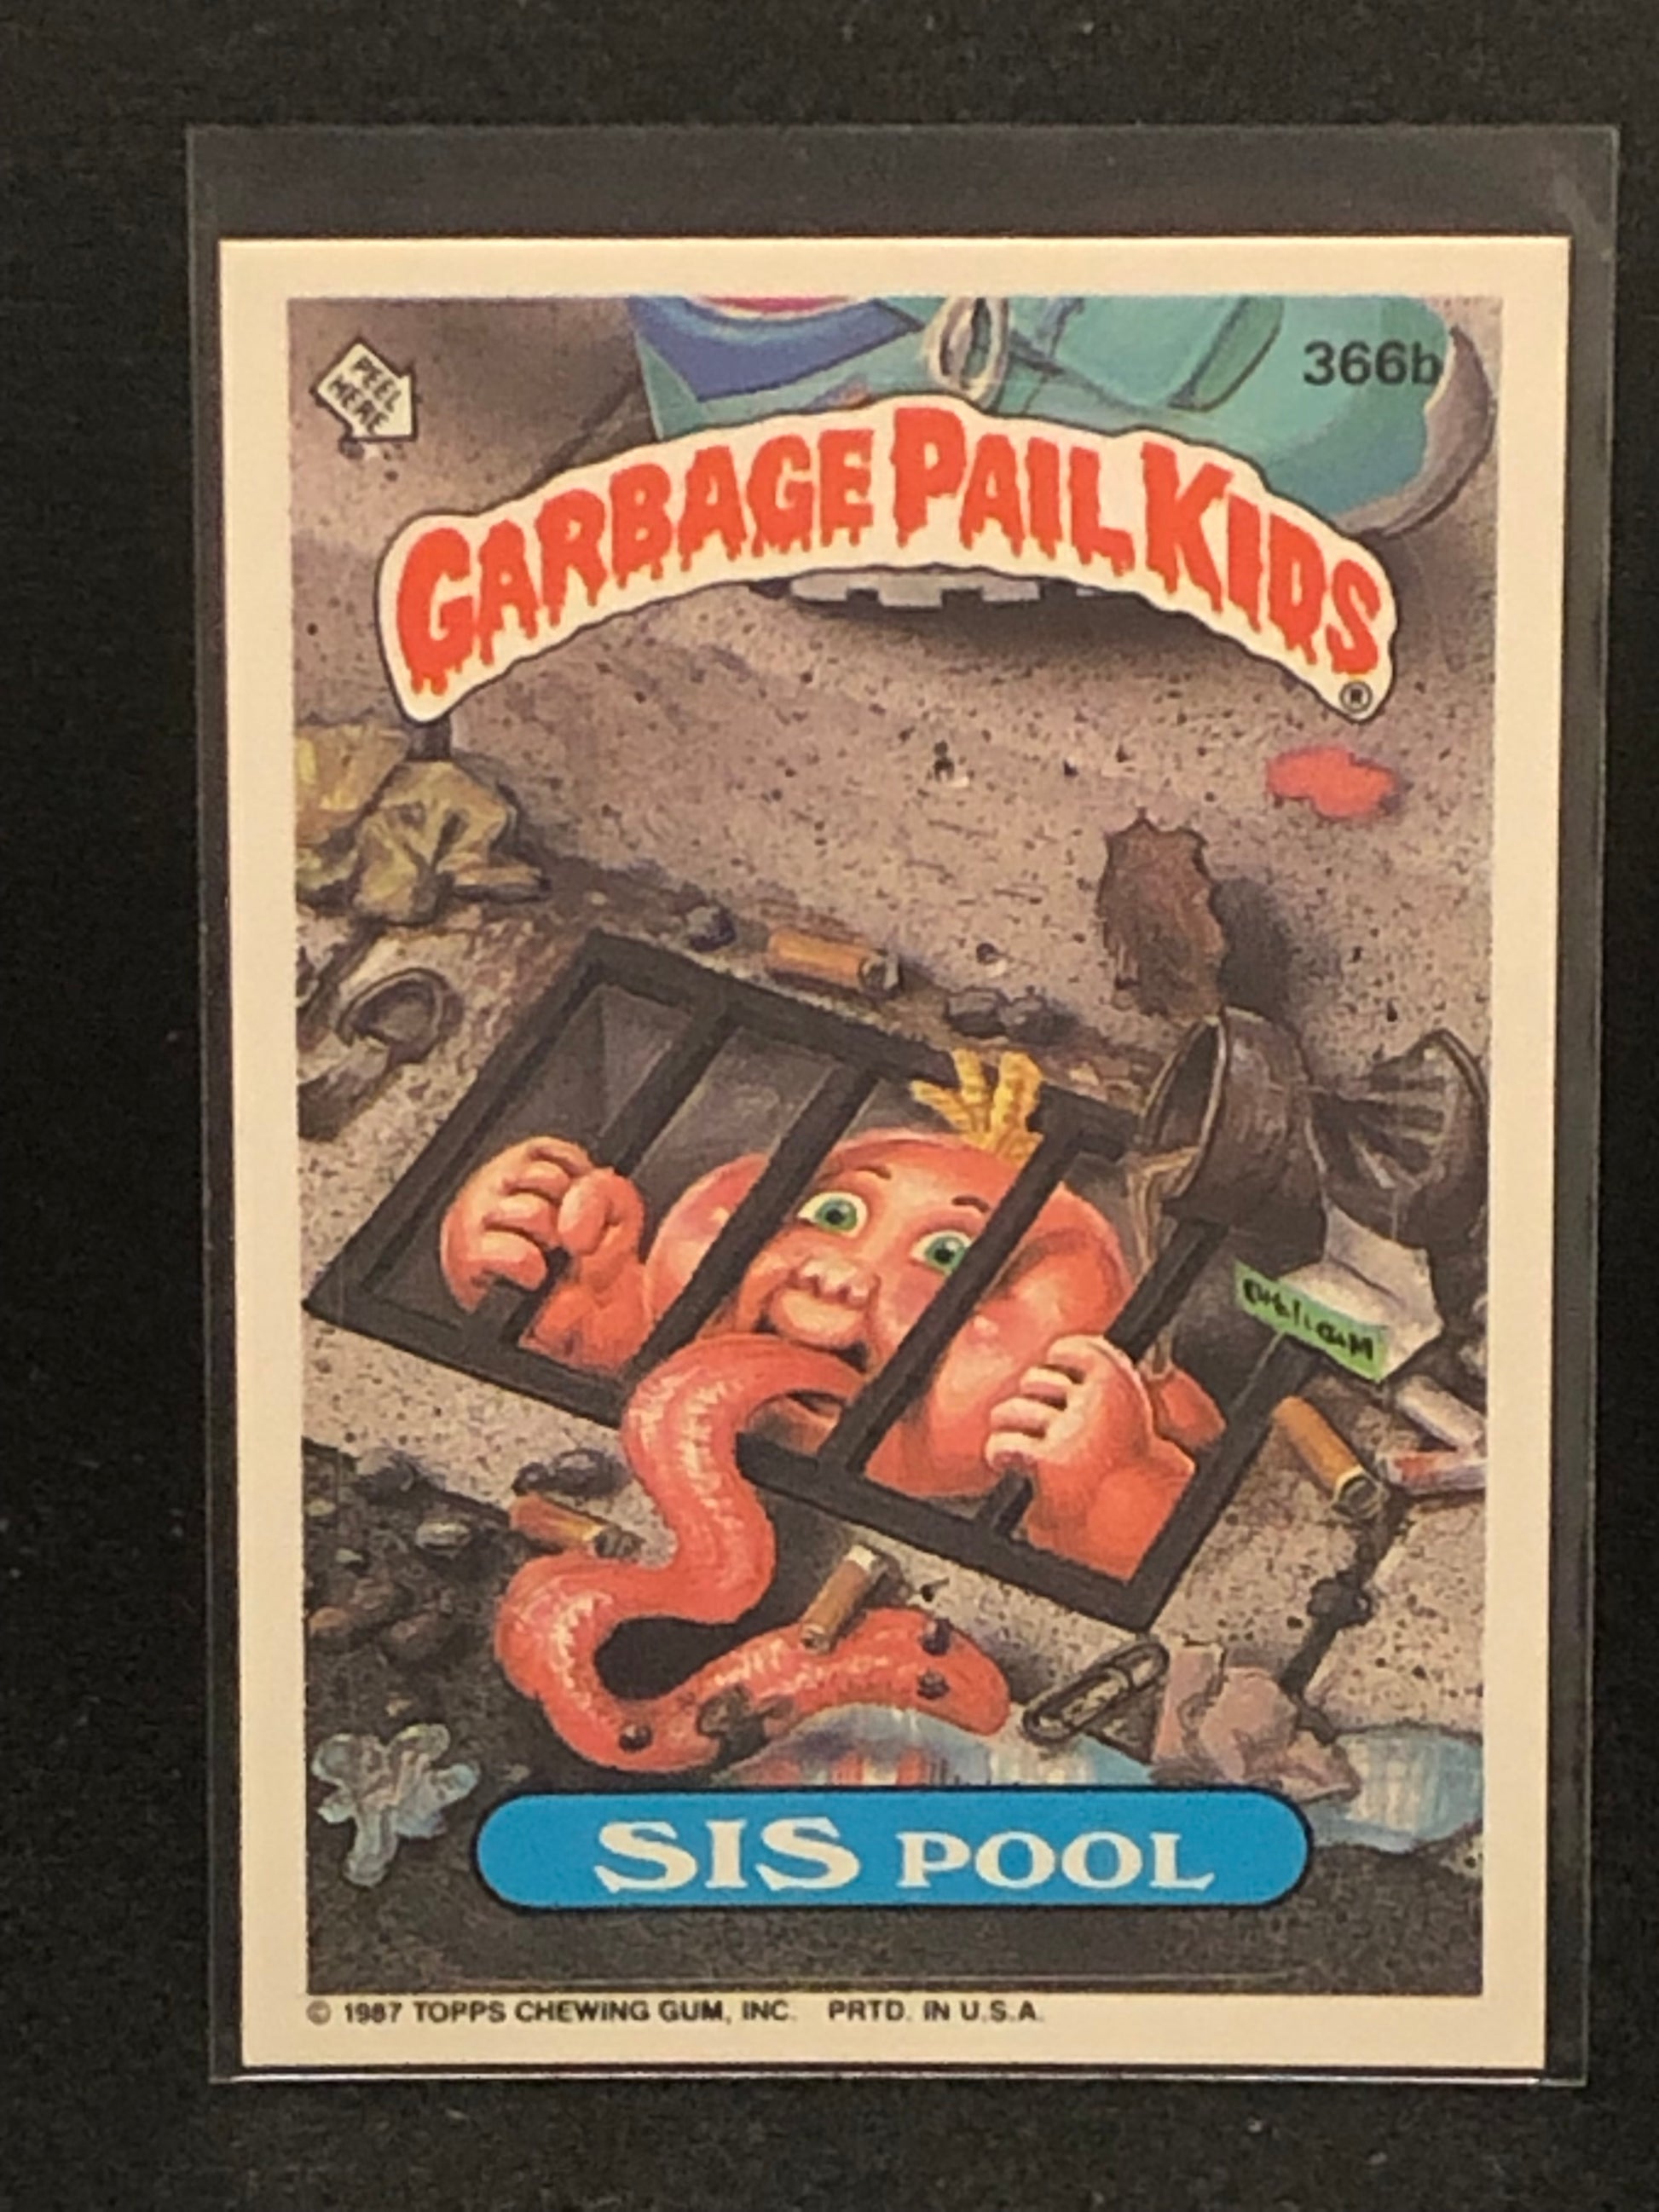 PEEL
HERE
366b
GARBAGE PAIL KIDS
®
SIS POOL
© 1987 TOPPS CHEWING GUM, INC. PRTD. IN U.S.A.